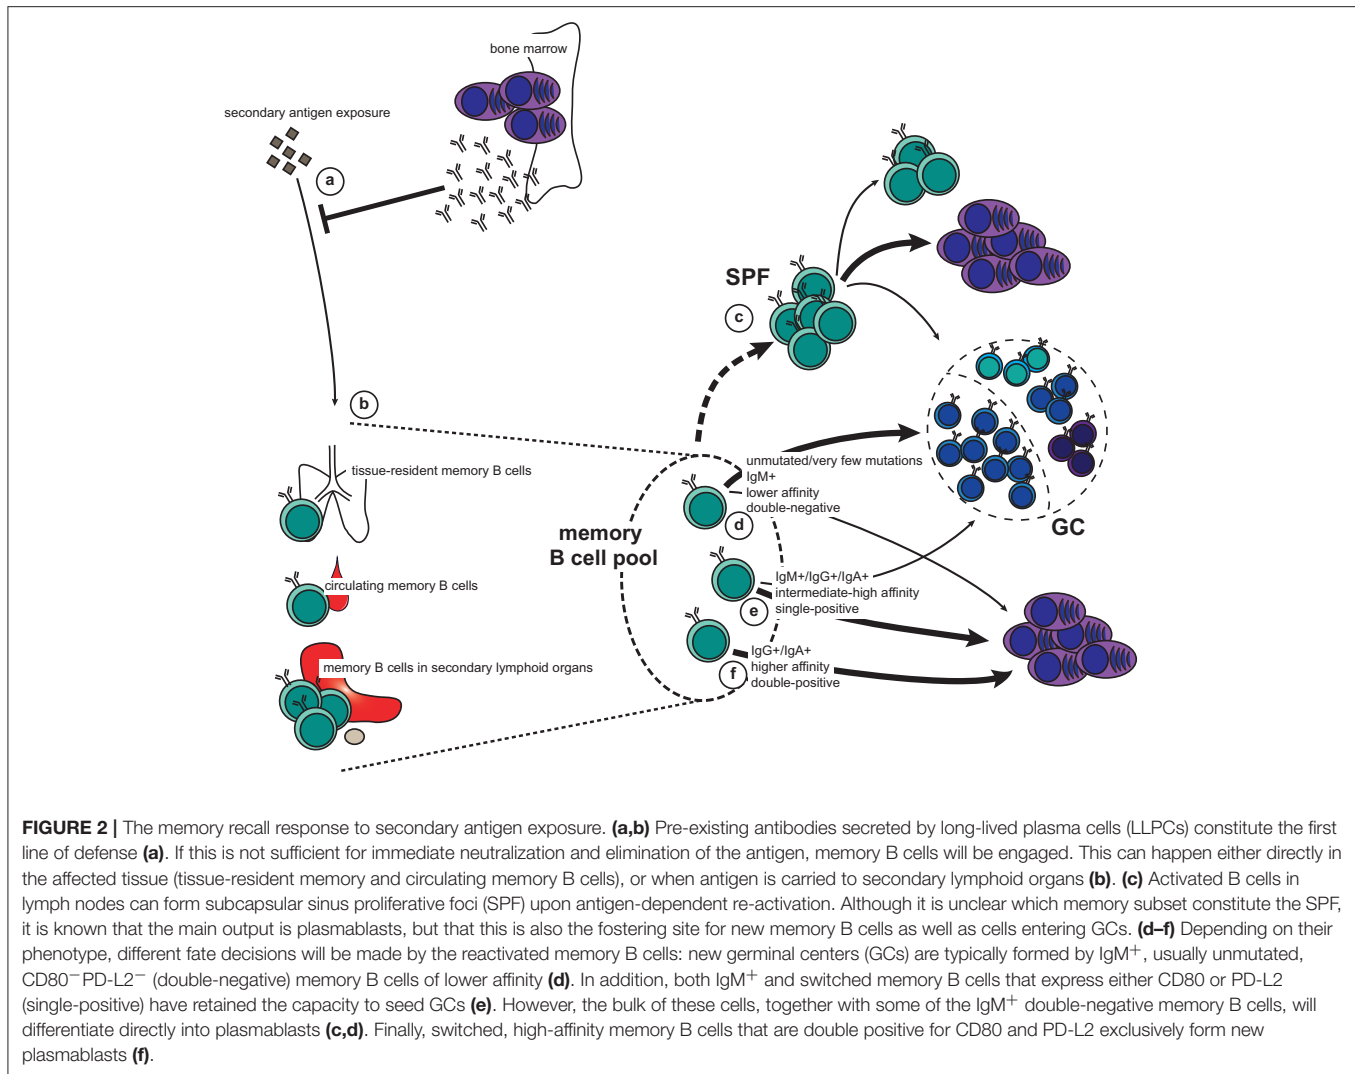 bone marrow
secondary antigen exposure
a
SPF
c
b
tissue-resident memory B cells
unmutated/very few mutations
IgM+
lower affinity
double-negative
d
GC
memory
B cell pool
circulating memory B cells
IgM+/IgG+/IgA+
intermediate-high affinity
single-positive
e
memory B cells in secondary lymphoid organs
IgG+/IgA+
higher affinity
double-positive
f
FIGURE 2 | The memory recall response to secondary antigen exposure. (a,b) Pre-existing antibodies secreted by long-lived plasma cells (LLPCs) constitute the first
line of defense (a). If this is not sufficient for immediate neutralization and elimination of the antigen, memory B cells will be engaged. This can happen either directly in
the affected tissue (tissue-resident memory and circulating memory B cells), or when antigen is carried to secondary lymphoid organs (b). (c) Activated B cells in
lymph nodes can form subcapsular sinus proliferative foci (SPF) upon antigen-dependent re-activation. Although it is unclear which memory subset constitute the SPF,
it is known that the main output is plasmablasts, but that this is also the fostering site for new memory B cells as well as cells entering GCs. (d–f) Depending on their
phenotype, different fate decisions will be made by the reactivated memory B cells: new germinal centers (GCs) are typically formed by IgM⁺, usually unmutated,
CD80⁻PD-L2⁻ (double-negative) memory B cells of lower affinity (d). In addition, both IgM⁺ and switched memory B cells that express either CD80 or PD-L2
(single-positive) have retained the capacity to seed GCs (e). However, the bulk of these cells, together with some of the IgM⁺ double-negative memory B cells, will
differentiate directly into plasmablasts (c,d). Finally, switched, high-affinity memory B cells that are double positive for CD80 and PD-L2 exclusively form new
plasmablasts (f).